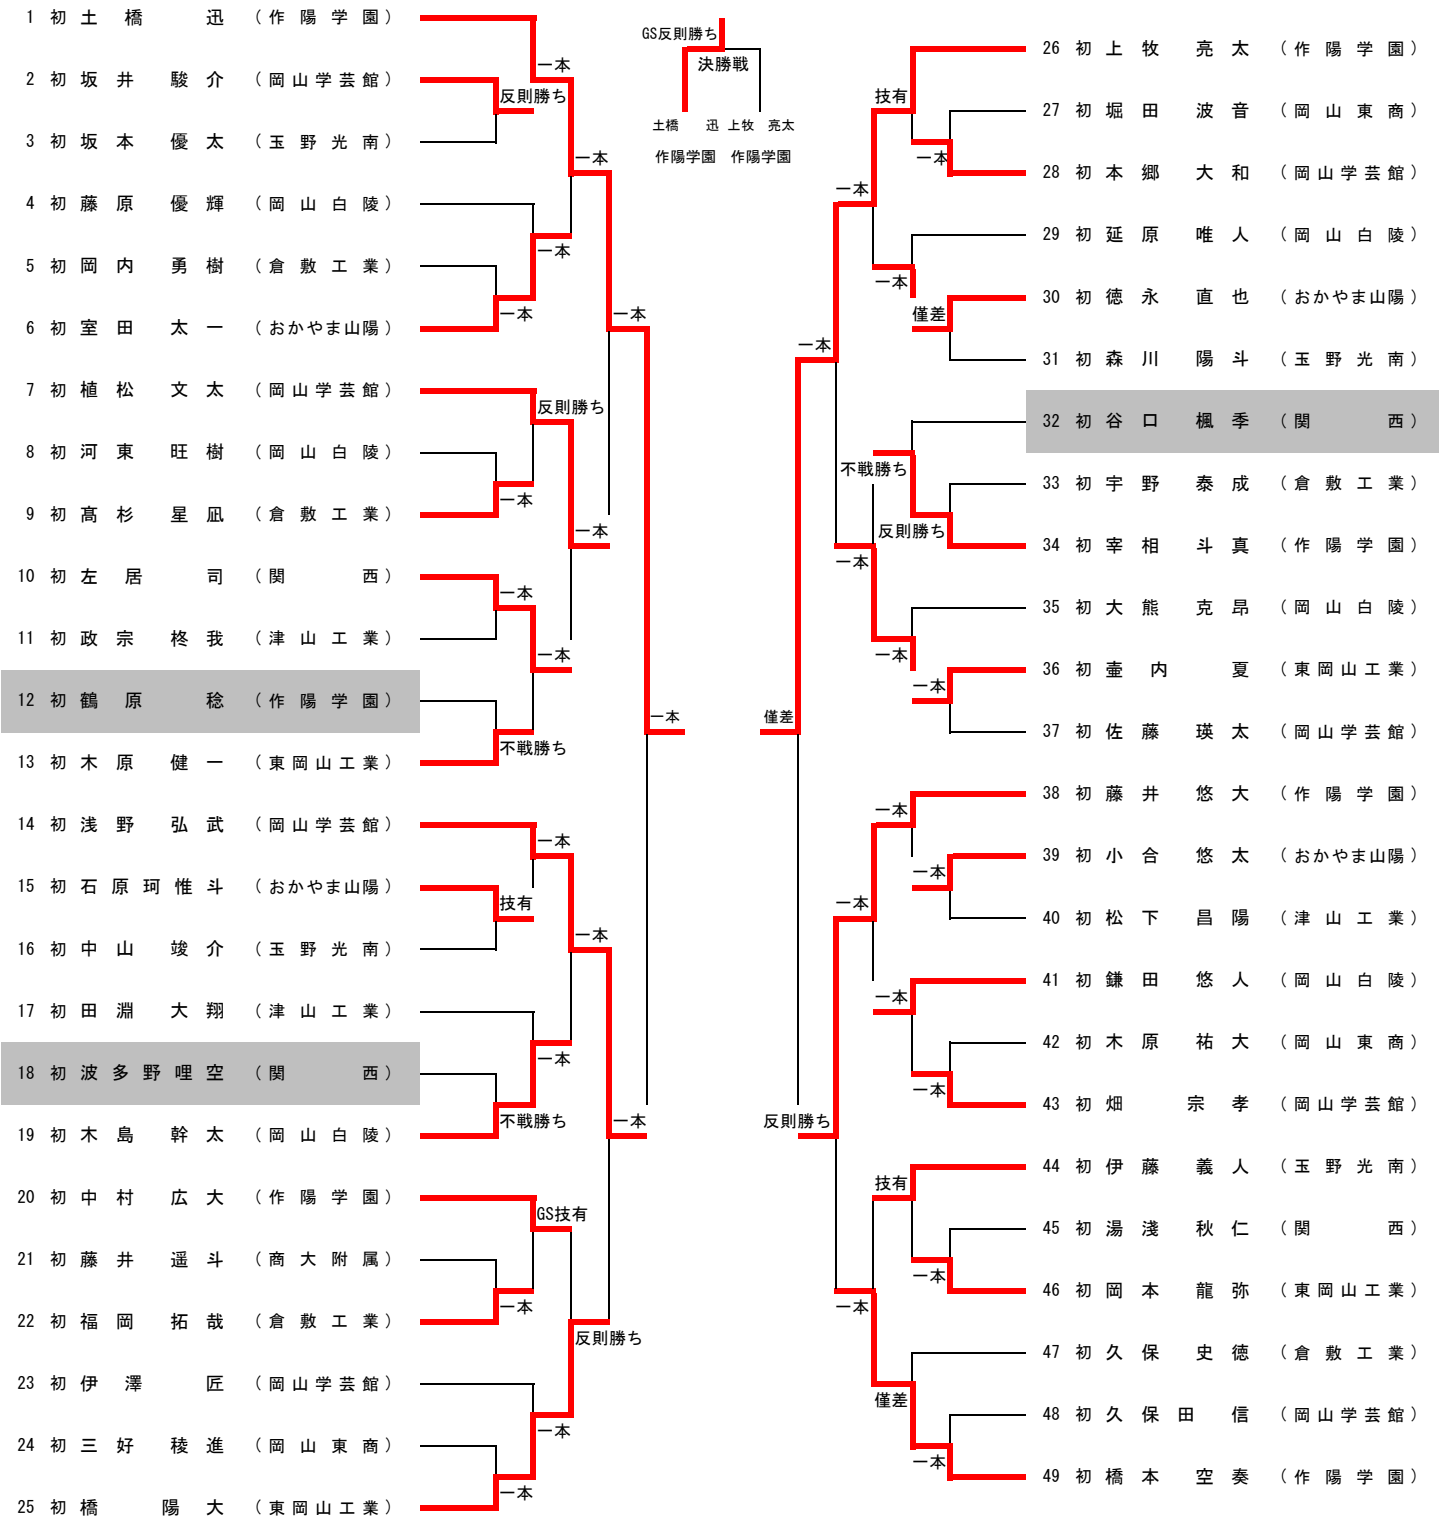 1 初 土橋 迅 （作陽学園）
2 初 坂井 駿介 （岡山学芸館）
3 初 坂本 優太 （玉野光南）
4 初 藤原 優輝 （岡山白陵）
5 初 岡内 勇樹 （倉敷工業）
6 初 室田 太一 （おかやま山陽）
7 初 植松 文太 （岡山学芸館）
8 初 河東 旺樹 （岡山白陵）
9 初 髙杉 星凪 （倉敷工業）
10 初 左居 司 （関西）
11 初 政宗 柊我 （津山工業）
12 初 鶴原 稔 （作陽学園）
13 初 木原 健一 （東岡山工業）
14 初 浅野 弘武 （岡山学芸館）
15 初 石原珂惟斗 （おかやま山陽）
16 初 中山 竣介 （玉野光南）
17 初 田淵 大翔 （津山工業）
18 初 波多野哩空 （関西）
19 初 木島 幹太 （岡山白陵）
20 初 中村 広大 （作陽学園）
21 初 藤井 遥斗 （商大附属）
22 初 福岡 拓哉 （倉敷工業）
23 初 伊澤 匠 （岡山学芸館）
24 初 三好 稜進 （岡山東商）
25 初 橋 陽大 （東岡山工業）
一本
反則勝ち
一本
一本
一本
一本
反則勝ち
一本
一本
一本
一本
不戦勝ち
一本
一本
技有
一本
一本
不戦勝ち
一本
GS技有
一本
反則勝ち
一本
一本
GS反則勝ち
決勝戦
土橋 迅 上牧 亮太
作陽学園 作陽学園
技有
一本
一本
一本
僅差
一本
不戦勝ち
反則勝ち
一本
一本
一本
僅差
一本
一本
一本
一本
一本
反則勝ち
技有
一本
一本
僅差
一本
26 初 上牧 亮太 （作陽学園）
27 初 堀田 波音 （岡山東商）
28 初 本郷 大和 （岡山学芸館）
29 初 延原 唯人 （岡山白陵）
30 初 徳永 直也 （おかやま山陽）
31 初 森川 陽斗 （玉野光南）
32 初 谷口 楓季 （関西）
33 初 宇野 泰成 （倉敷工業）
34 初 宰相 斗真 （作陽学園）
35 初 大熊 克昂 （岡山白陵）
36 初 壷内 夏 （東岡山工業）
37 初 佐藤 瑛太 （岡山学芸館）
38 初 藤井 悠大 （作陽学園）
39 初 小合 悠太 （おかやま山陽）
40 初 松下 昌陽 （津山工業）
41 初 鎌田 悠人 （岡山白陵）
42 初 木原 祐大 （岡山東商）
43 初 畑 宗孝 （岡山学芸館）
44 初 伊藤 義人 （玉野光南）
45 初 湯淺 秋仁 （関西）
46 初 岡本 龍弥 （東岡山工業）
47 初 久保 史徳 （倉敷工業）
48 初 久保田 信 （岡山学芸館）
49 初 橋本 空奏 （作陽学園）